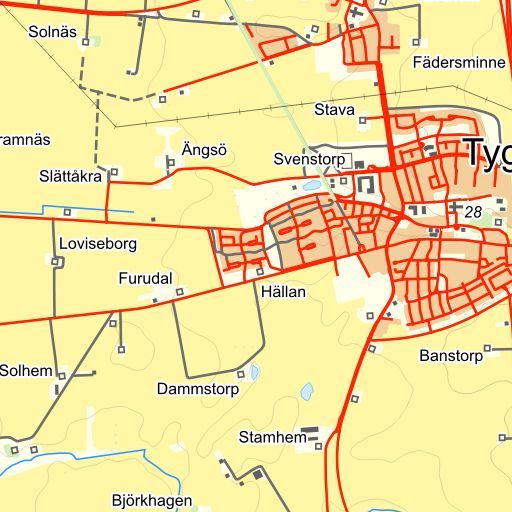 Solnäs
Fädersminne
Stava
ramnäs
Ängsö
Svenstorp
Tyg
Slättåkra
28
Loviseborg
Furudal
Hällan
Banstorp
Solhem
Dammstorp
Stamhem
Björkhagen